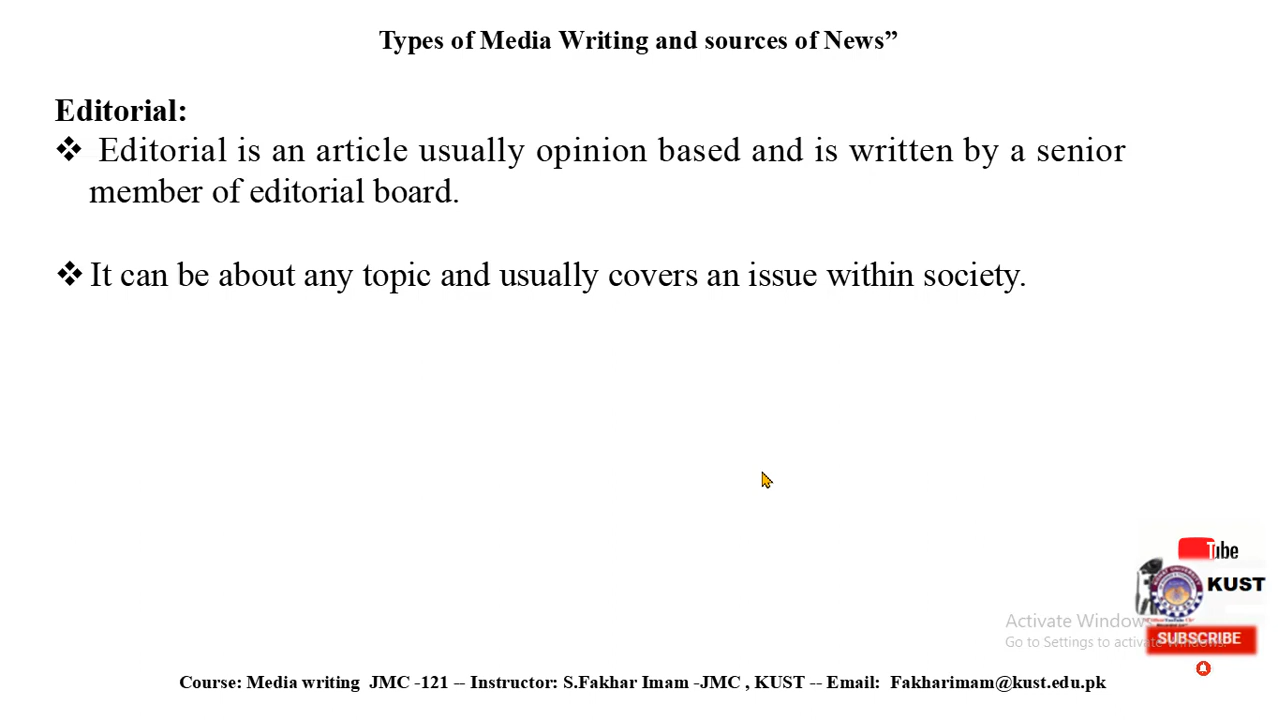 Types of Media Writing and sources of News”
Editorial:
❖ Editorial is an article usually opinion based and is written by a senior
member of editorial board.
❖ It can be about any topic and usually covers an issue within society.
Tube
KUST
Activate Windows
Go to Settings to activate Windows.
SUBSCRIBE
Course: Media writing JMC -121 -- Instructor: S.Fakhar Imam -JMC , KUST -- Email: Fakharimam@kust.edu.pk